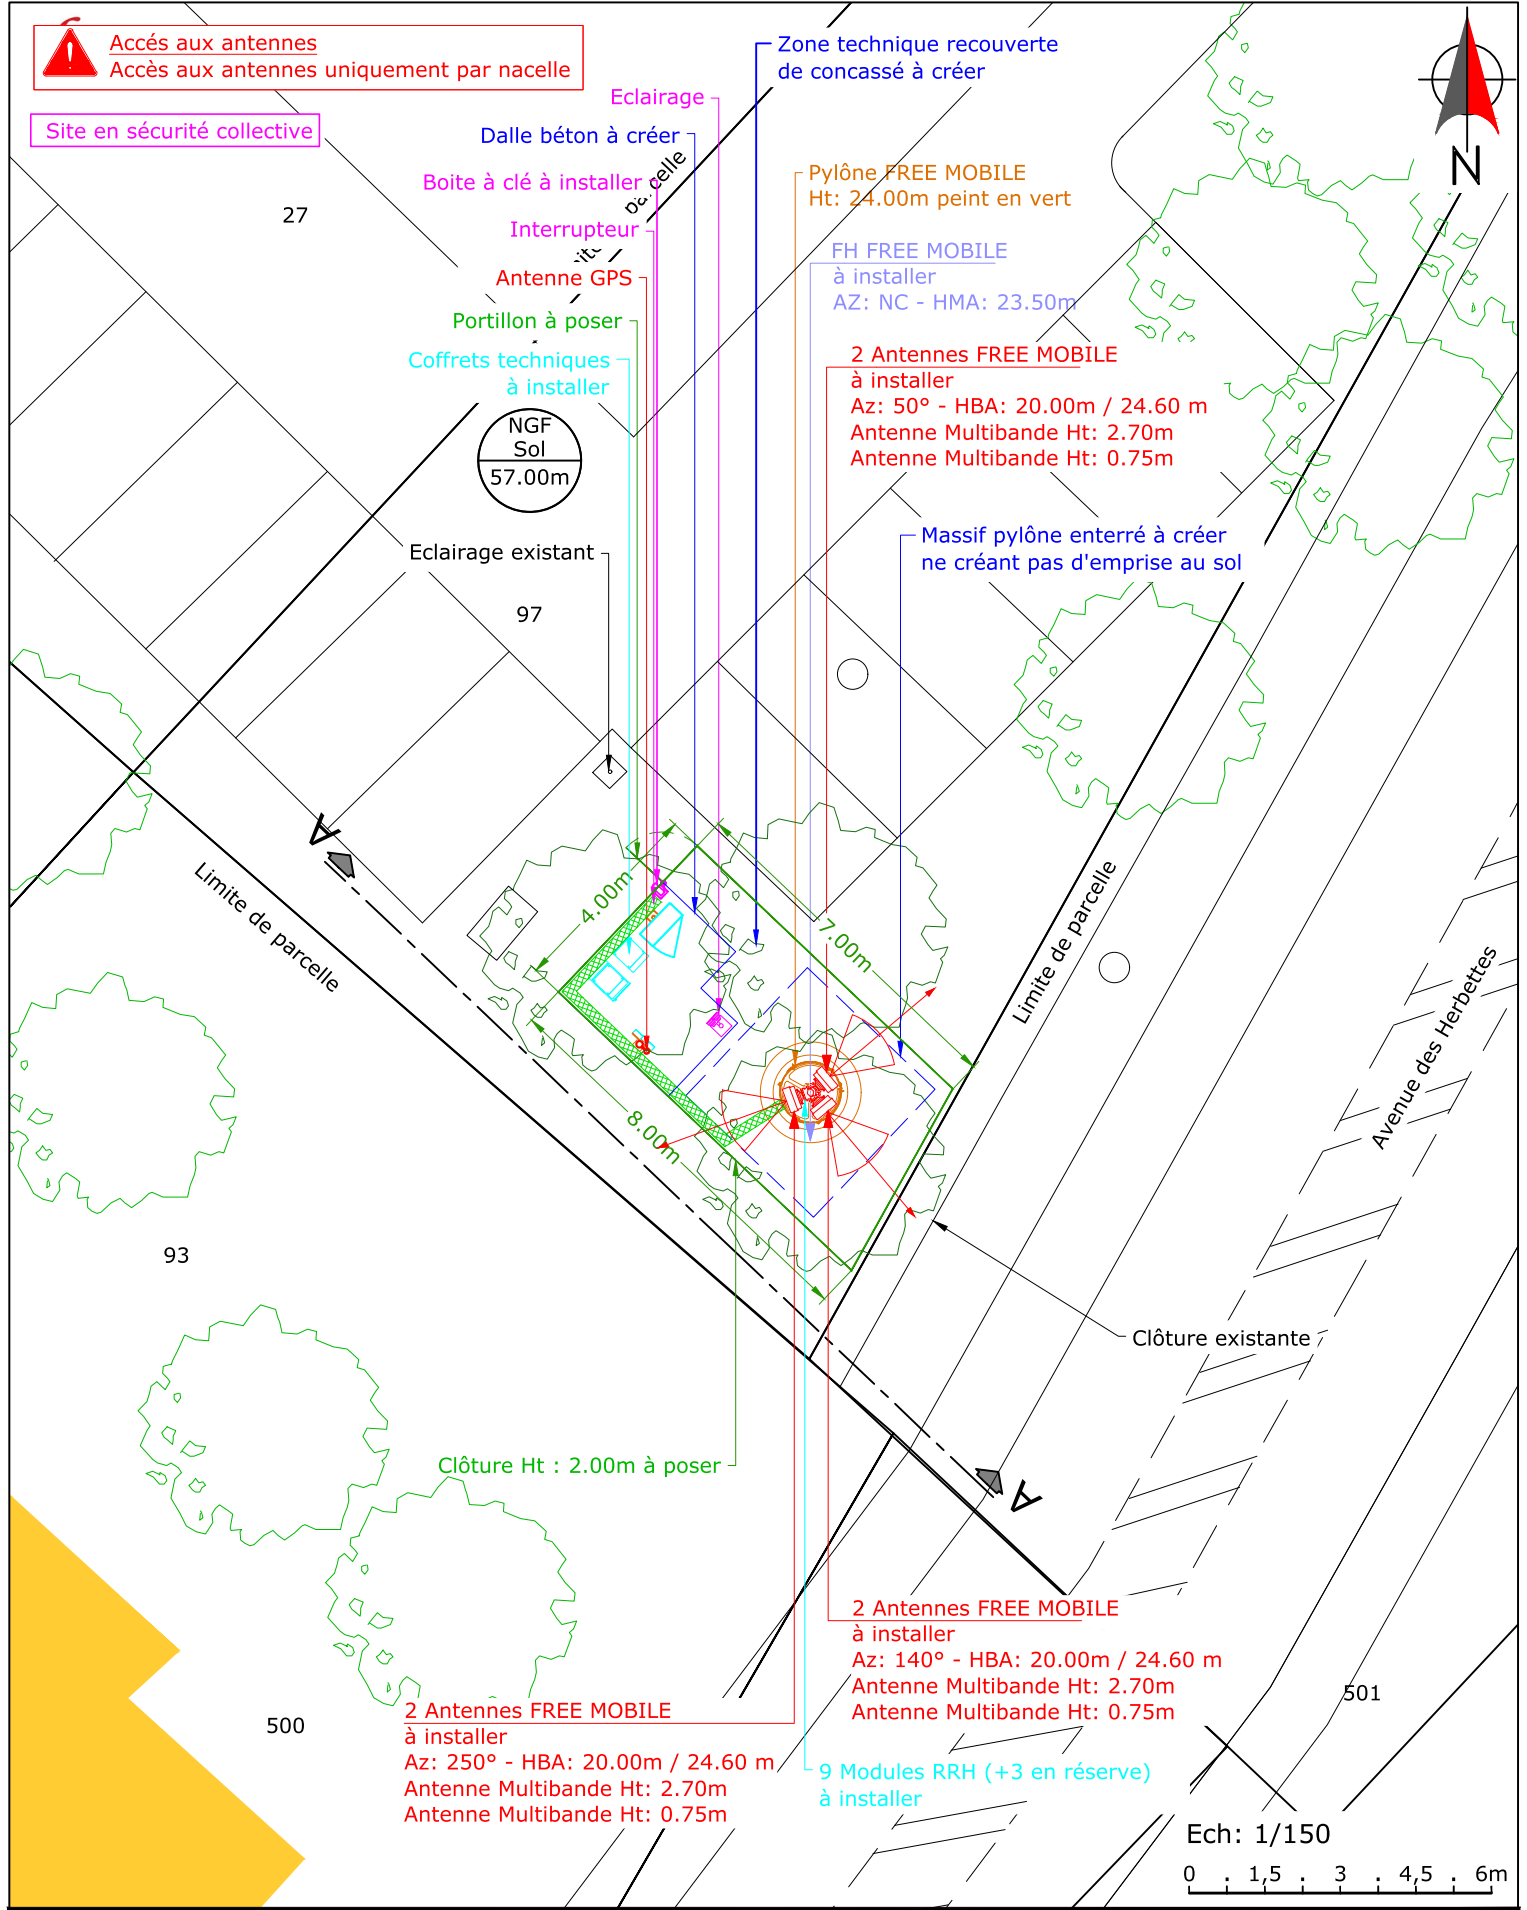 Accés aux antennes
Accès aux antennes uniquement par nacelle
Site en sécurité collective
Zone technique recouverte
de concassé à créer
Eclairage
Dalle béton à créer
Boite à clé à installer
Interrupteur
Antenne GPS
Portillon à poser
Coffrets techniques
à installer
Pylône FREE MOBILE
Ht: 24.00m peint en vert
FH FREE MOBILE
à installer
AZ: NC - HMA: 23.50m
2 Antennes FREE MOBILE
à installer
Az: 50° - HBA: 20.00m / 24.60 m
Antenne Multibande Ht: 2.70m
Antenne Multibande Ht: 0.75m
N
27
NGF
Sol
57.00m
Massif pylône enterré à créer
ne créant pas d'emprise au sol
Eclairage existant
97
A
Limite de parcelle
4.00m
7.00m
8.00m
Limite de parcelle
Avenue des Herbettes
93
Clôture existante
Clôture Ht : 2.00m à poser
A
2 Antennes FREE MOBILE
à installer
Az: 140° - HBA: 20.00m / 24.60 m
Antenne Multibande Ht: 2.70m
Antenne Multibande Ht: 0.75m
501
500
2 Antennes FREE MOBILE
à installer
Az: 250° - HBA: 20.00m / 24.60 m
Antenne Multibande Ht: 2.70m
Antenne Multibande Ht: 0.75m
9 Modules RRH (+3 en réserve)
à installer
Ech: 1/150
0 . 1,5 . 3 . 4,5 . 6m